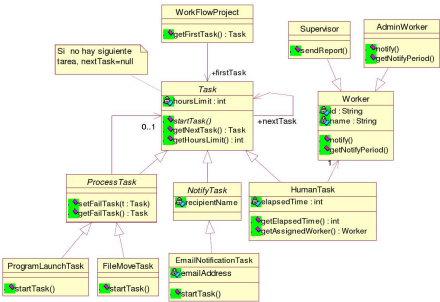 WorkFlowProject
getFirstTask() : Task
Supervisor
sendReport()
AdminWorker
notify()
getNotifyPeriod()
Si no hay siguiente
tarea, nextTask=null
+firstTask
Task
hoursLimit : int
startTask()
getNextTask() : Task
getHoursLimit() : int
+nextTask
0..1
Worker
id : String
name : String
notify()
getNotifyPeriod()
1
ProcessTask
setFailTask(t : Task)
getFailTask() : Task
NotifyTask
recipientName
HumanTask
elapsedTime : int
getElapsedTime() : int
getAssignedWorker() : Worker
ProgramLaunchTask
startTask()
FileMoveTask
startTask()
EmailNotificationTask
emailAddress
startTask()